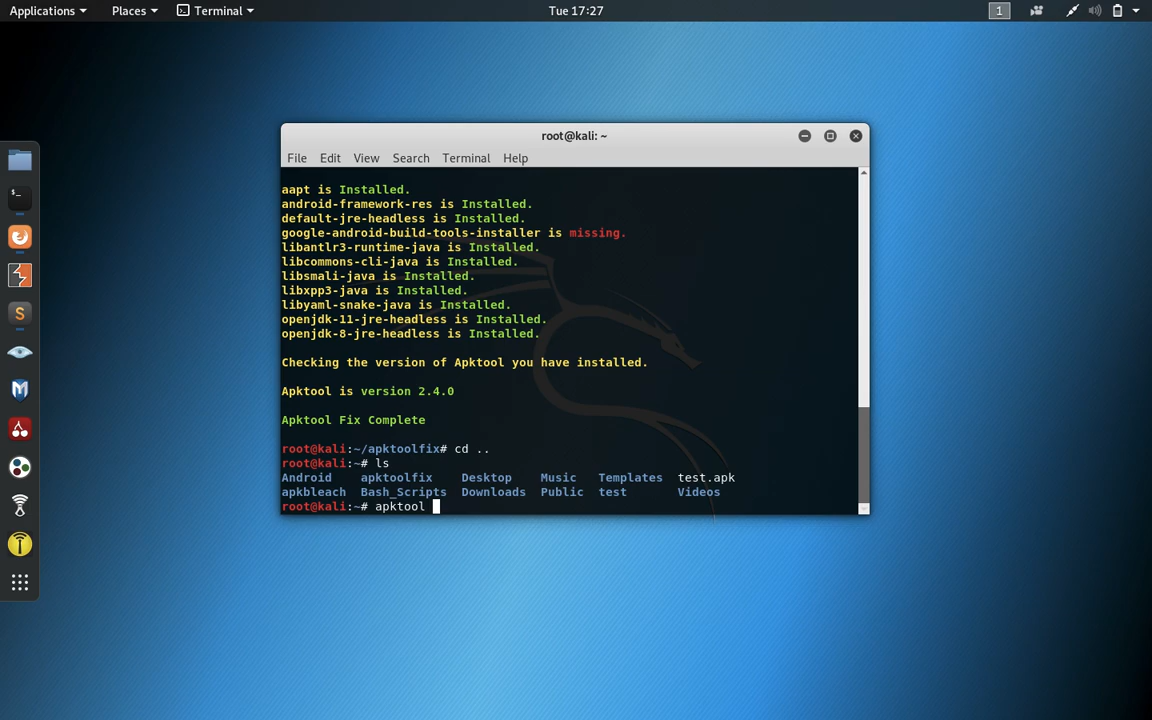 Applications Places Terminal Tue 17:27 1
root@kali: ~
File Edit View Search Terminal Help
aapt is Installed.
android-framework-res is Installed.
default-jre-headless is Installed.
google-android-build-tools-installer is missing.
libantlr3-runtime-java is Installed.
libcommons-cli-java is Installed.
libsmali-java is Installed.
libxpp3-java is Installed.
libyaml-snake-java is Installed.
openjdk-11-jre-headless is Installed.
openjdk-8-jre-headless is Installed.
Checking the version of Apktool you have installed.
Apktool is version 2.4.0
Apktool Fix Complete
root@kali:~/apktoolfix# cd ..
root@kali:~# ls
Android apktoolfix Desktop Music Templates test.apk
apkbleach Bash_Scripts Downloads Public test Videos
root@kali:~# apktool